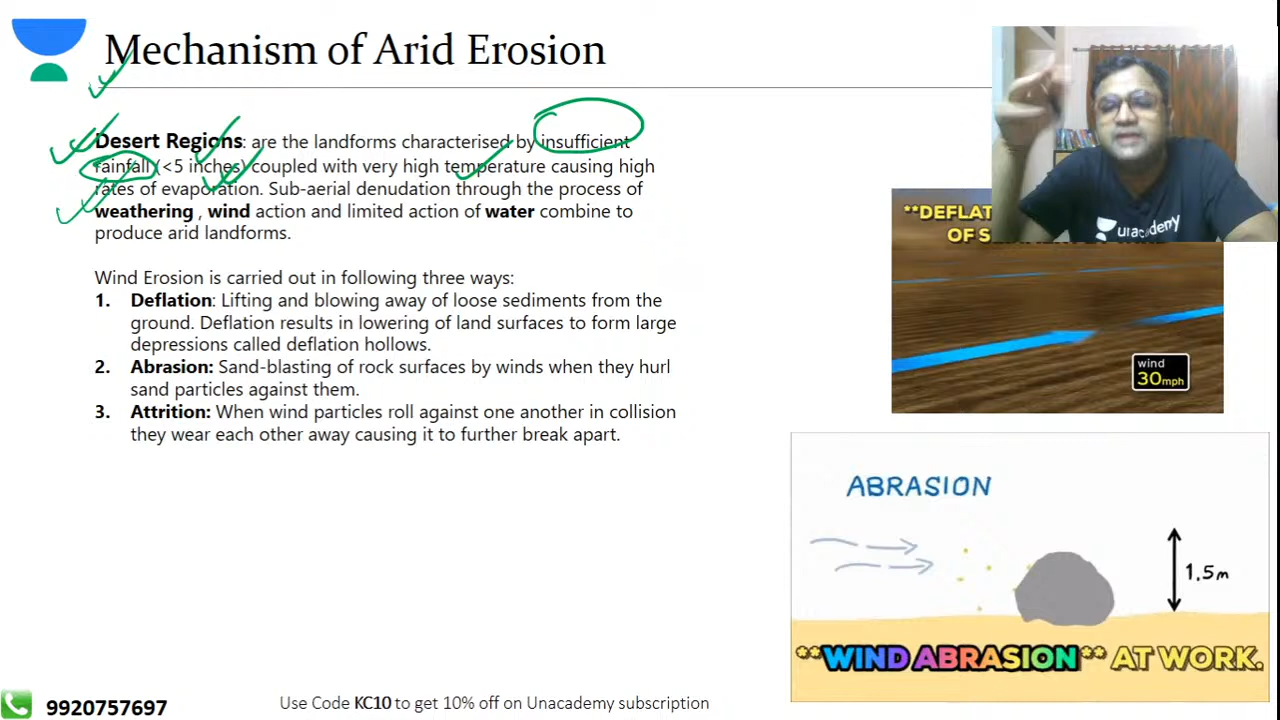 Mechanism of Arid Erosion
Desert Regions: are the landforms characterised by insufficient
rainfall (<5 inches) coupled with very high temperature causing high
rates of evaporation. Sub-aerial denudation through the process of
weathering , wind action and limited action of water combine to
produce arid landforms.
Wind Erosion is carried out in following three ways:
1. Deflation: Lifting and blowing away of loose sediments from the
ground. Deflation results in lowering of land surfaces to form large
depressions called deflation hollows.
2. Abrasion: Sand-blasting of rock surfaces by winds when they hurl
sand particles against them.
3. Attrition: When wind particles roll against one another in collision
they wear each other away causing it to further break apart.
unacademy
**DEFLAT
OF S
wind
30mph
ABRASION
1.5m
**WIND ABRASION** AT WORK.
9920757697
Use Code KC10 to get 10% off on Unacademy subscription